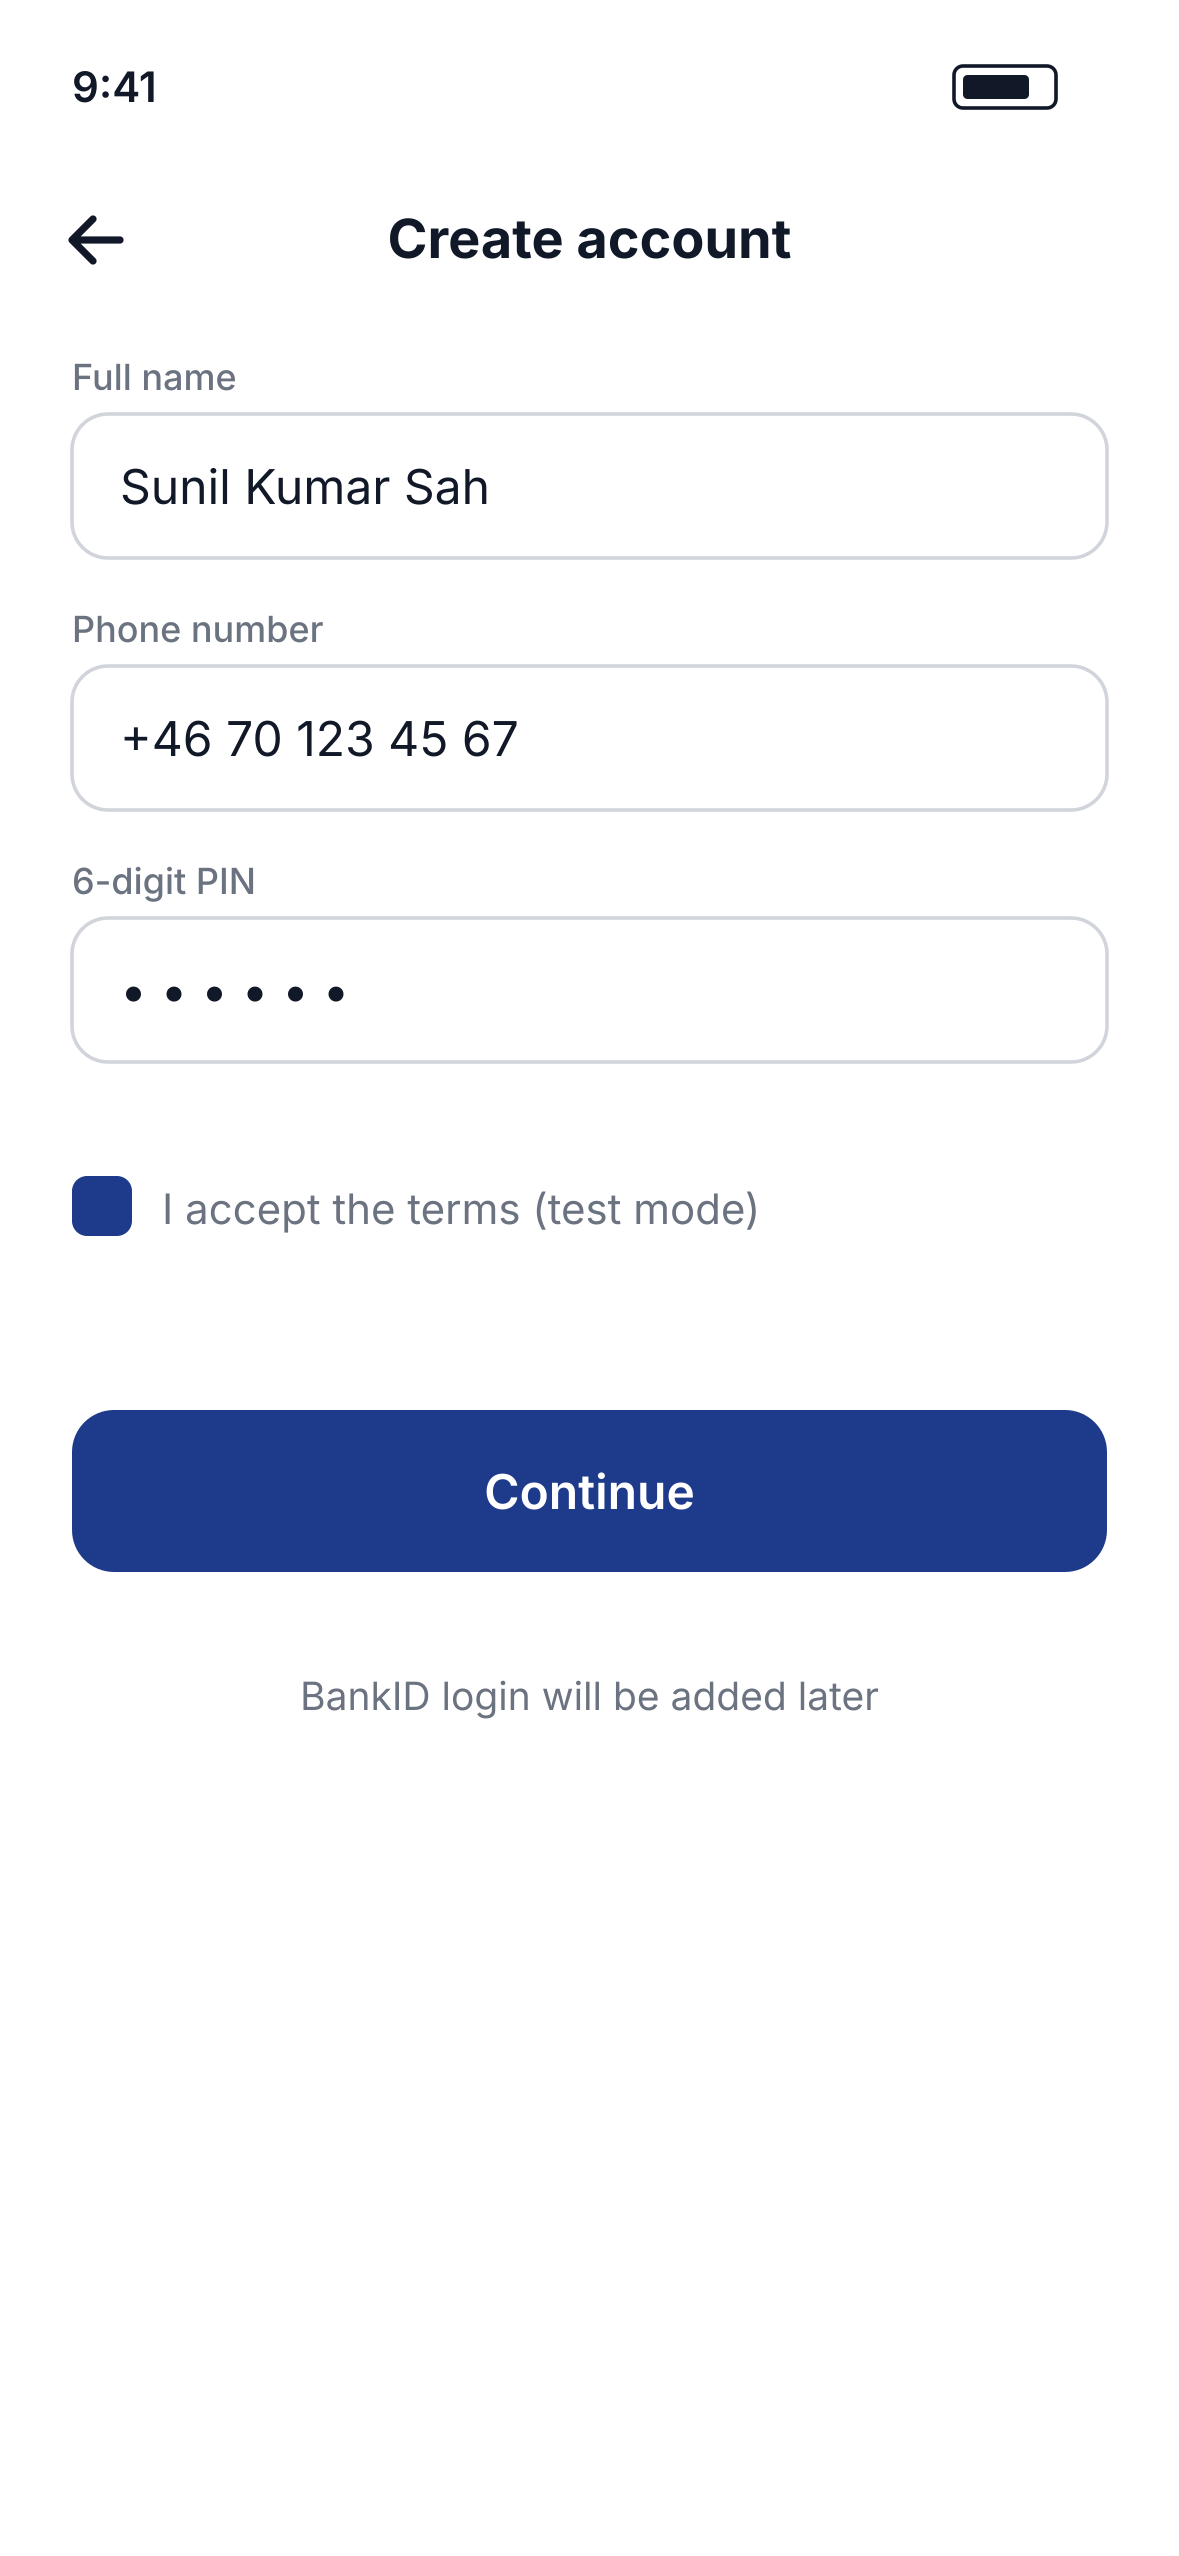 9:41
Create account
Full name
Sunil Kumar Sah
Phone number
+46 70 123 45 67
6-digit PIN
••••••
I accept the terms (test mode)
Continue
BankID login will be added later